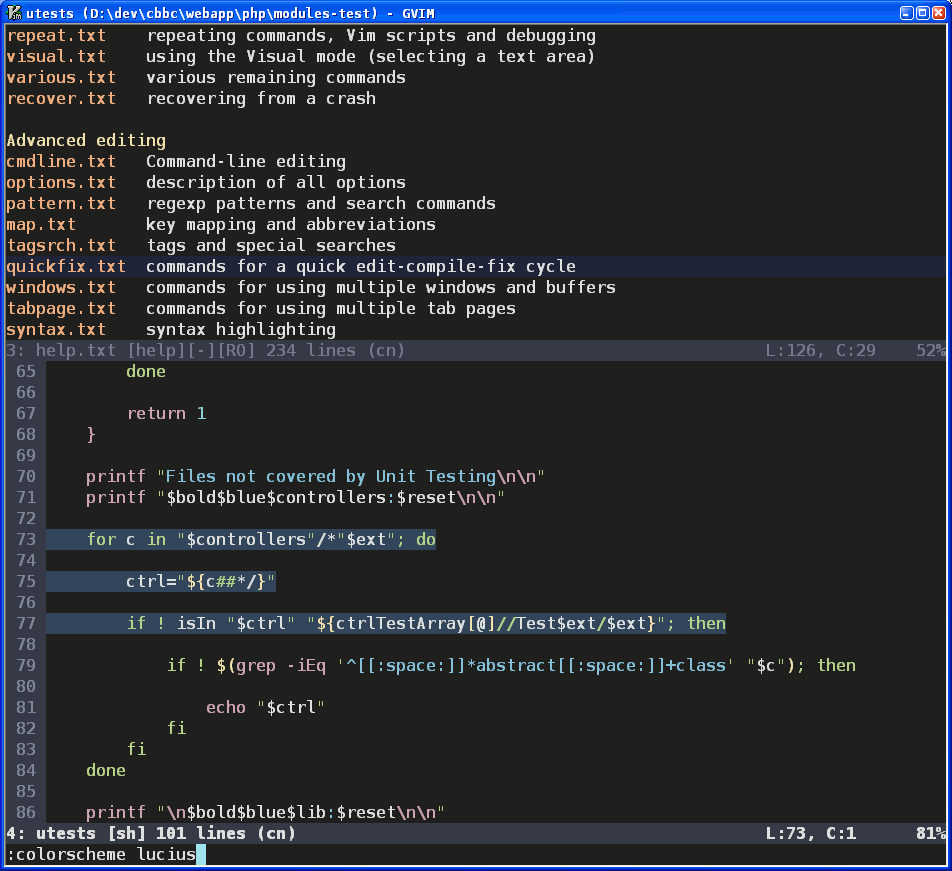 utests (D:\dev\cbbc\webapp\php\modules-test) - GVIM
repeat.txt    repeating commands, Vim scripts and debugging
visual.txt    using the Visual mode (selecting a text area)
various.txt   various remaining commands
recover.txt   recovering from a crash
Advanced editing
cmdline.txt   Command-line editing
options.txt   description of all options
pattern.txt   regexp patterns and search commands
map.txt       key mapping and abbreviations
tagsrch.txt   tags and special searches
quickfix.txt  commands for a quick edit-compile-fix cycle
windows.txt   commands for using multiple windows and buffers
tabpage.txt   commands for using multiple tab pages
syntax.txt    syntax highlighting
3: help.txt [help][-][RO] 234 lines (cn)    L:126, C:29    52%
65         done
66
67         return 1
68     }
69
70     printf "Files not covered by Unit Testing\n\n"
71     printf "$bold$blue$controllers:$reset\n\n"
72
73     for c in "$controllers"/*"$ext"; do
74
75         ctrl="${c##*/}"
76
77         if ! isIn "$ctrl" "${ctrlTestArray[@]//Test$ext/$ext}"; then
78
79             if ! $(grep -iEq '^[[:space:]]*abstract[[:space:]]+class' "$c"); then
80
81                 echo "$ctrl"
82             fi
83         fi
84     done
85
86     printf "\n$bold$blue$lib:$reset\n\n"
4: utests [sh] 101 lines (cn)    L:73, C:1    81%
:colorscheme lucius